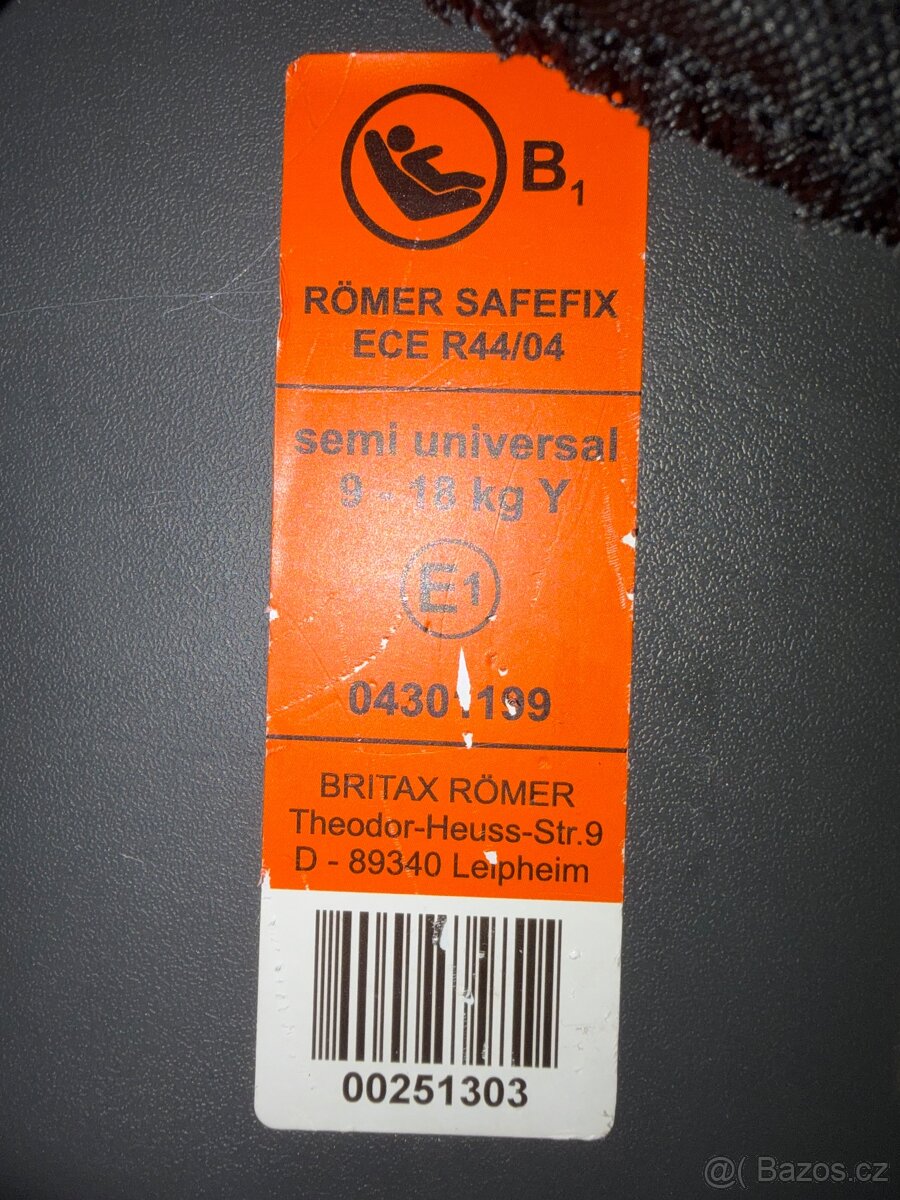 B1
RÖMER SAFEFIX
ECE R44/04
semi universal
9 - 18 kg Y
E1
04301199
BRITAX RÖMER
Theodor-Heuss-Str.9
D - 89340 Leipheim
00251303
@( Bazos.cz